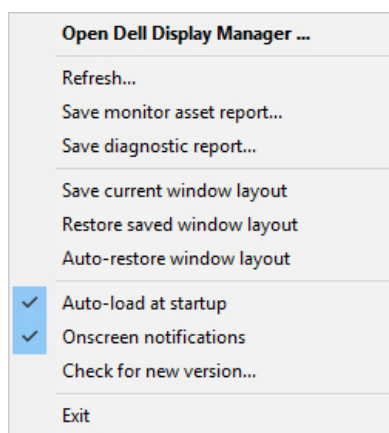 Open Dell Display Manager ...
Refresh...
Save monitor asset report...
Save diagnostic report...
Save current window layout
Restore saved window layout
Auto-restore window layout
Auto-load at startup
Onscreen notifications
Check for new version...
Exit